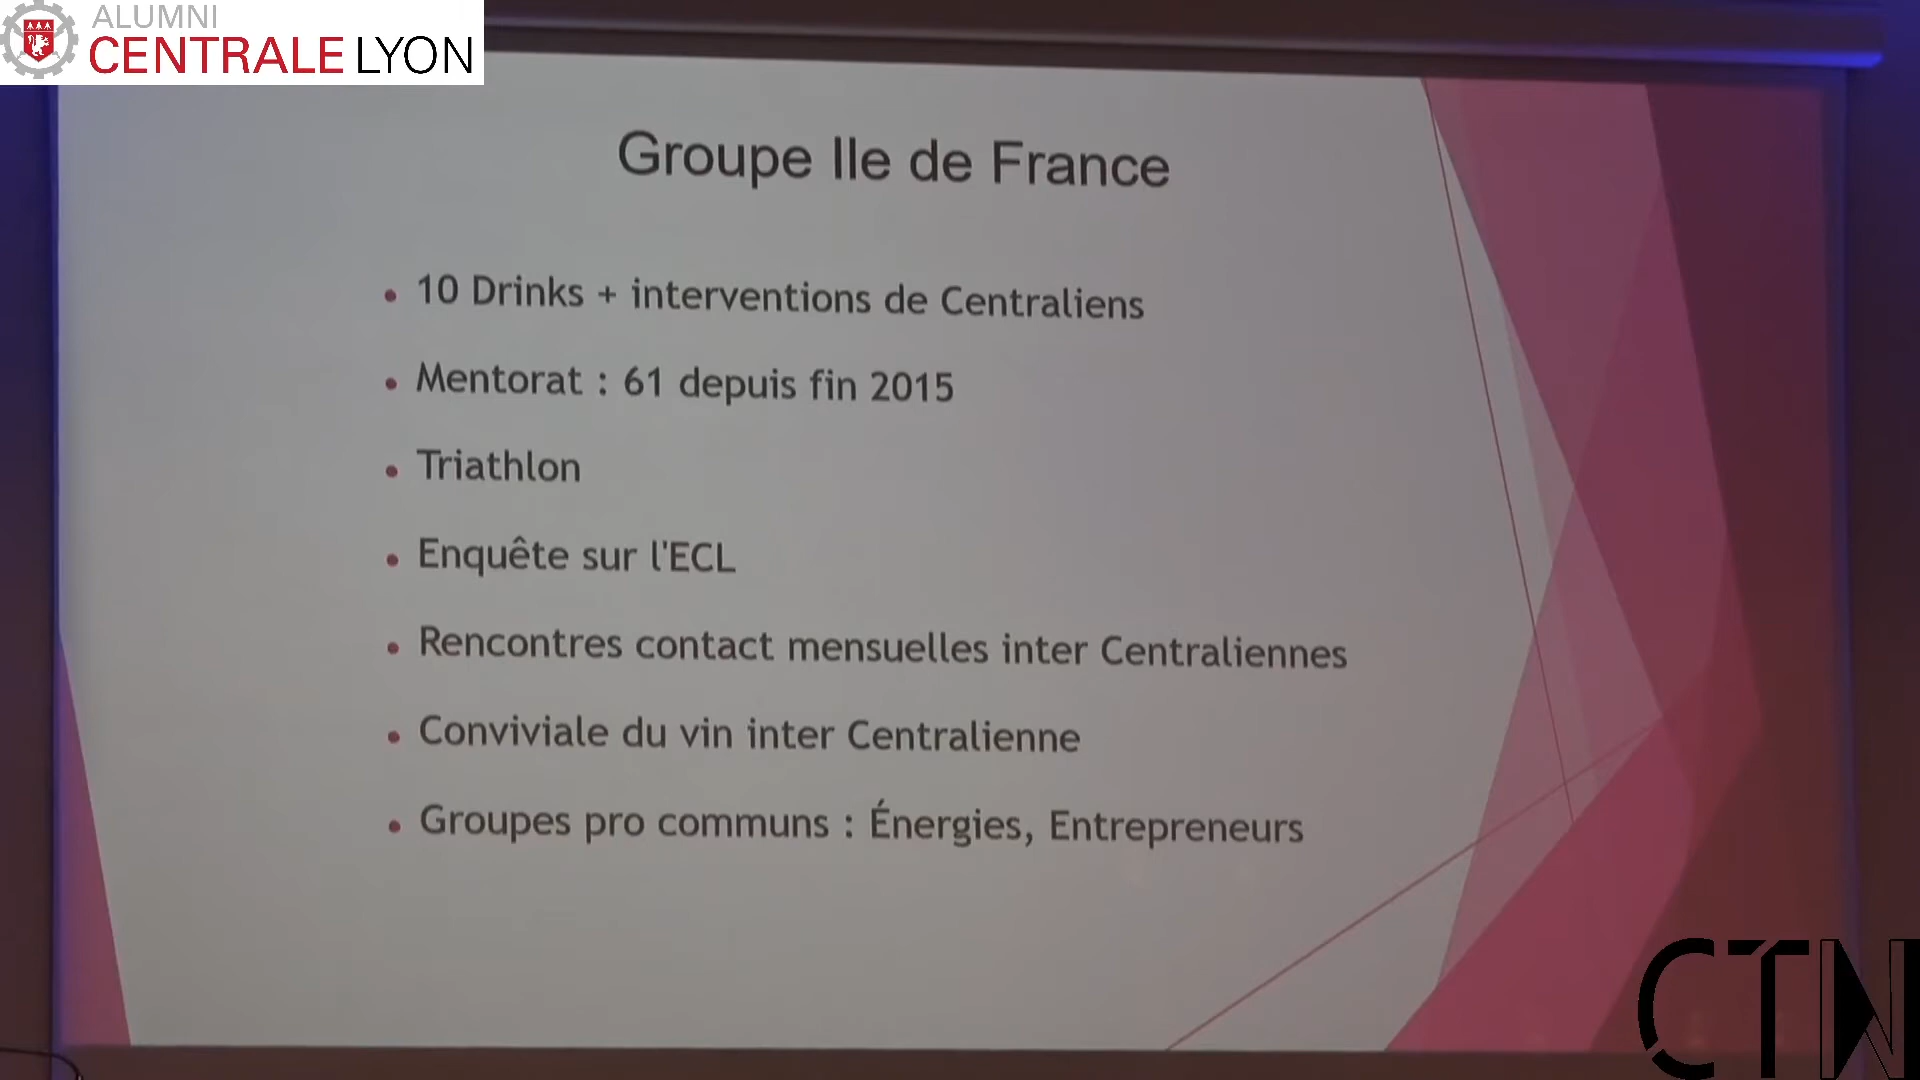 ALUMNI
CENTRALE LYON
Groupe Ile de France
10 Drinks + interventions de Centraliens
Mentorat : 61 depuis fin 2015
Triathlon
Enquête sur l'ECL
Rencontres contact mensuelles inter Centraliennes
Conviviale du vin inter Centralienne
Groupes pro communs : Énergies, Entrepreneurs
CTN